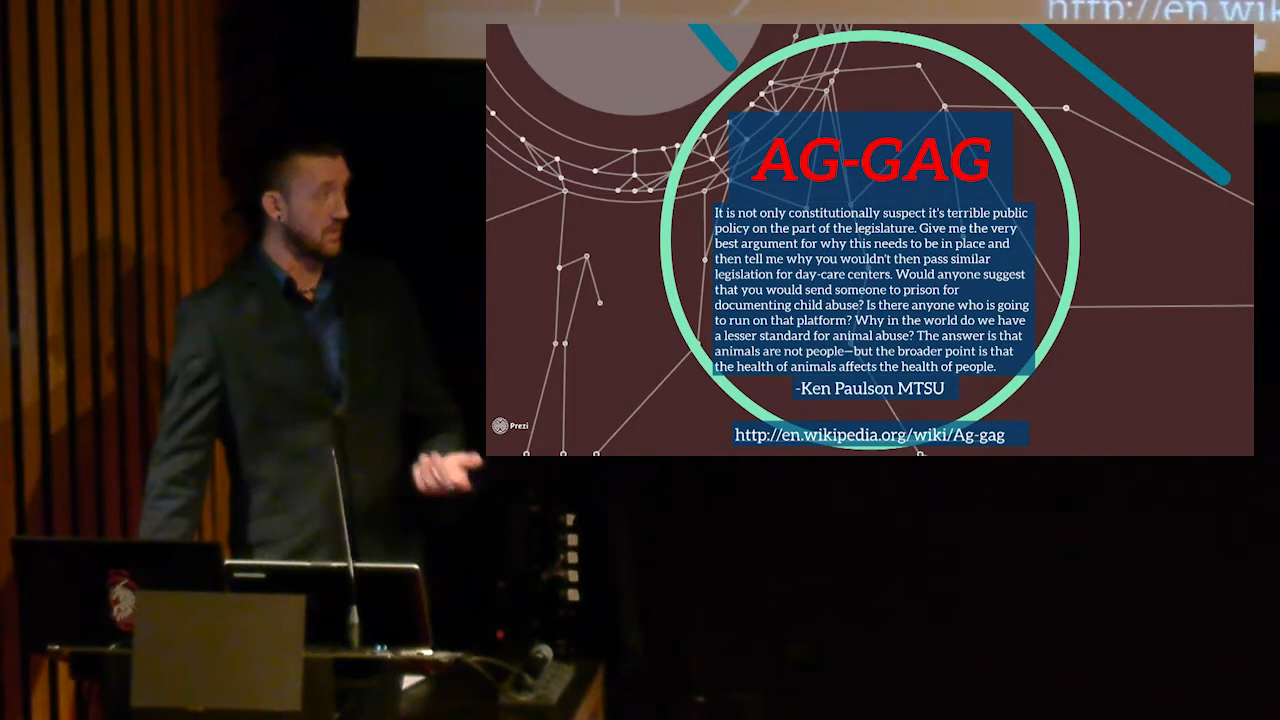 http://en.wik
AG-GAG
It is not only constitutionally suspect it's terrible public
policy on the part of the legislature. Give me the very
best argument for why this needs to be in place and
then tell me why you wouldn't then pass similar
legislation for day-care centers. Would anyone suggest
that you would send someone to prison for
documenting child abuse? Is there anyone who is going
to run on that platform? Why in the world do we have
a lesser standard for animal abuse? The answer is that
animals are not people—but the broader point is that
the health of animals affects the health of people.
-Ken Paulson MTSU
Prezi
http://en.wikipedia.org/wiki/Ag-gag